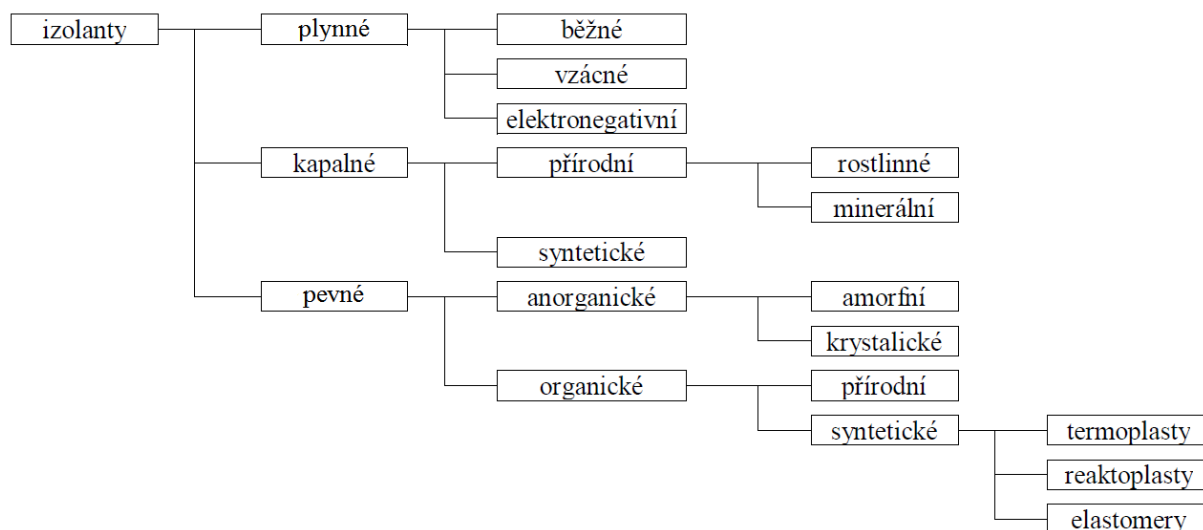 izolanty
plynné
běžné
vzácné
elektronegativní
kapalné
přírodní
rostlinné
minerální
syntetické
pevné
anorganické
amorfní
krystalické
organické
přírodní
syntetické
termoplasty
reaktoplasty
elastomery